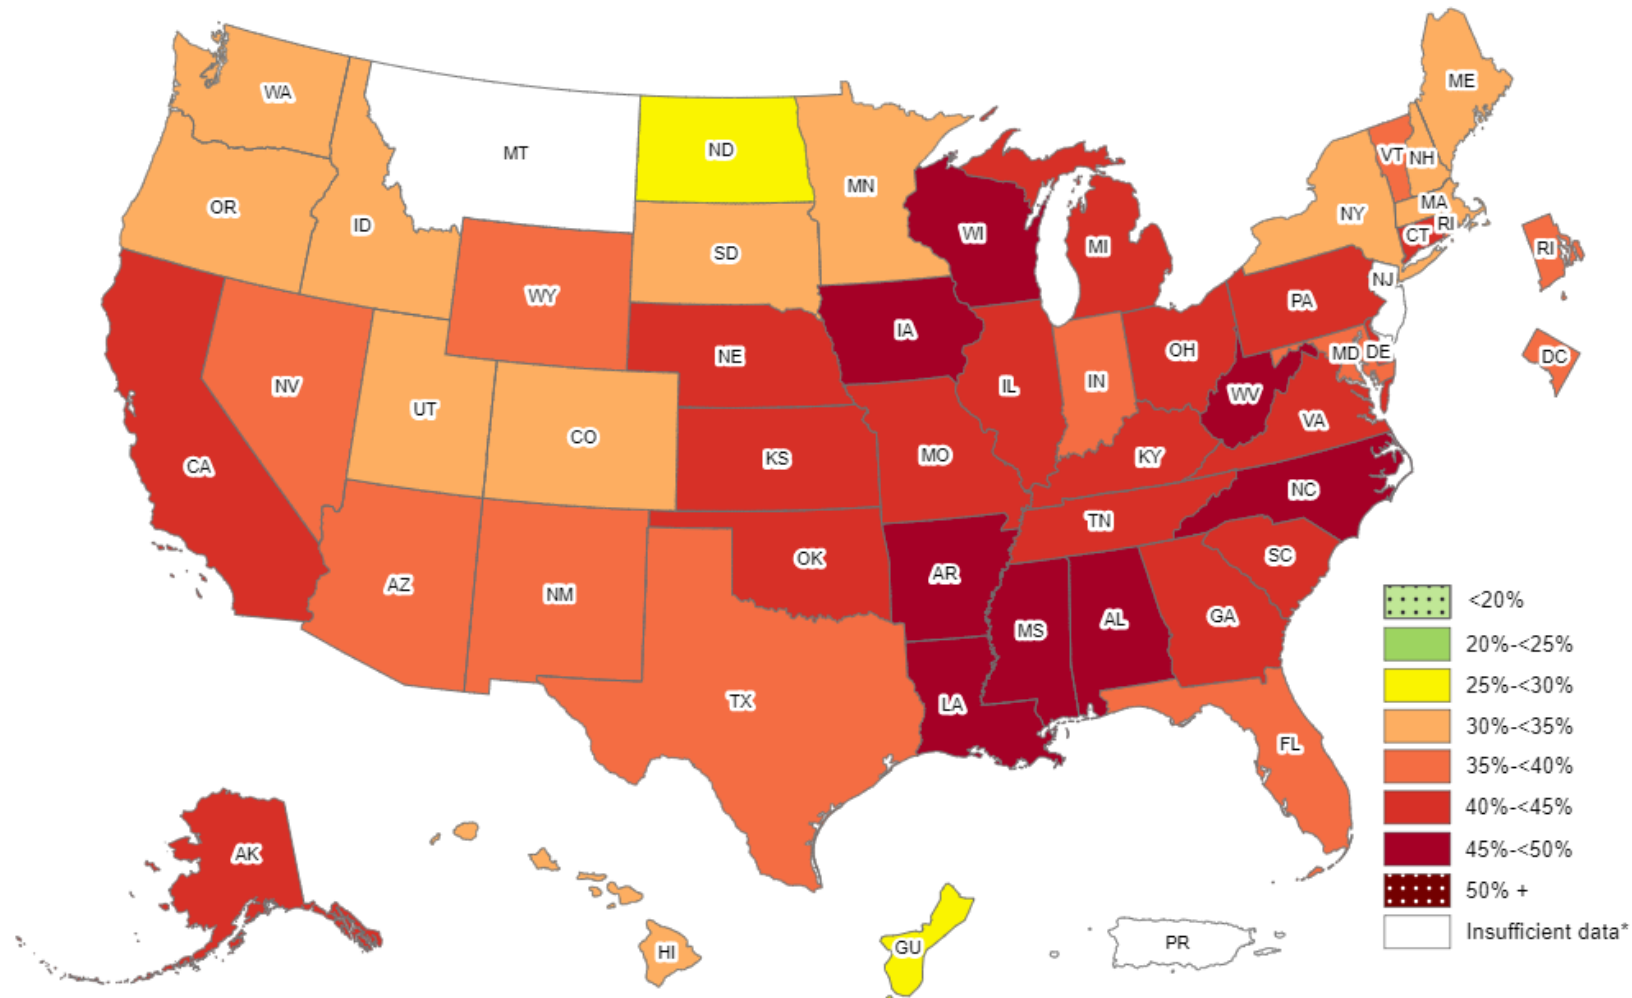 WA
ME
ND
MT
VT
NH
MN
OR
ID
NY
MA
RI
WI
CT
MI
RI
SD
NJ
WY
PA
IA
NE
OH
MD
DE
DC
NV
IN
IL
WV
UT
VA
CO
CA
KS
MO
KY
NC
TN
OK
SC
AZ
NM
AR
<20%
GA
AL
MS
20%-<25%
25%-<30%
TX
LA
30%-<35%
FL
35%-<40%
40%-<45%
AK
45%-<50%
50% +
Insufficient data*
HI
GU
PR